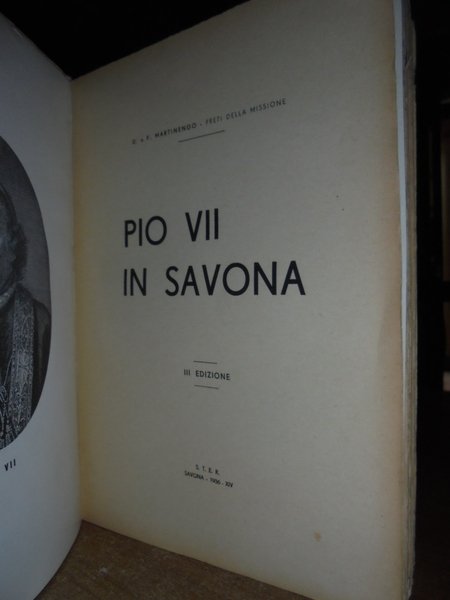 VII
D. e F. MARTINENGO - PRETI DELLA MISSIONE
PIO VII
IN SAVONA
III EDIZIONE
S. T. E. R.
SAVONA - 1936 - XIV